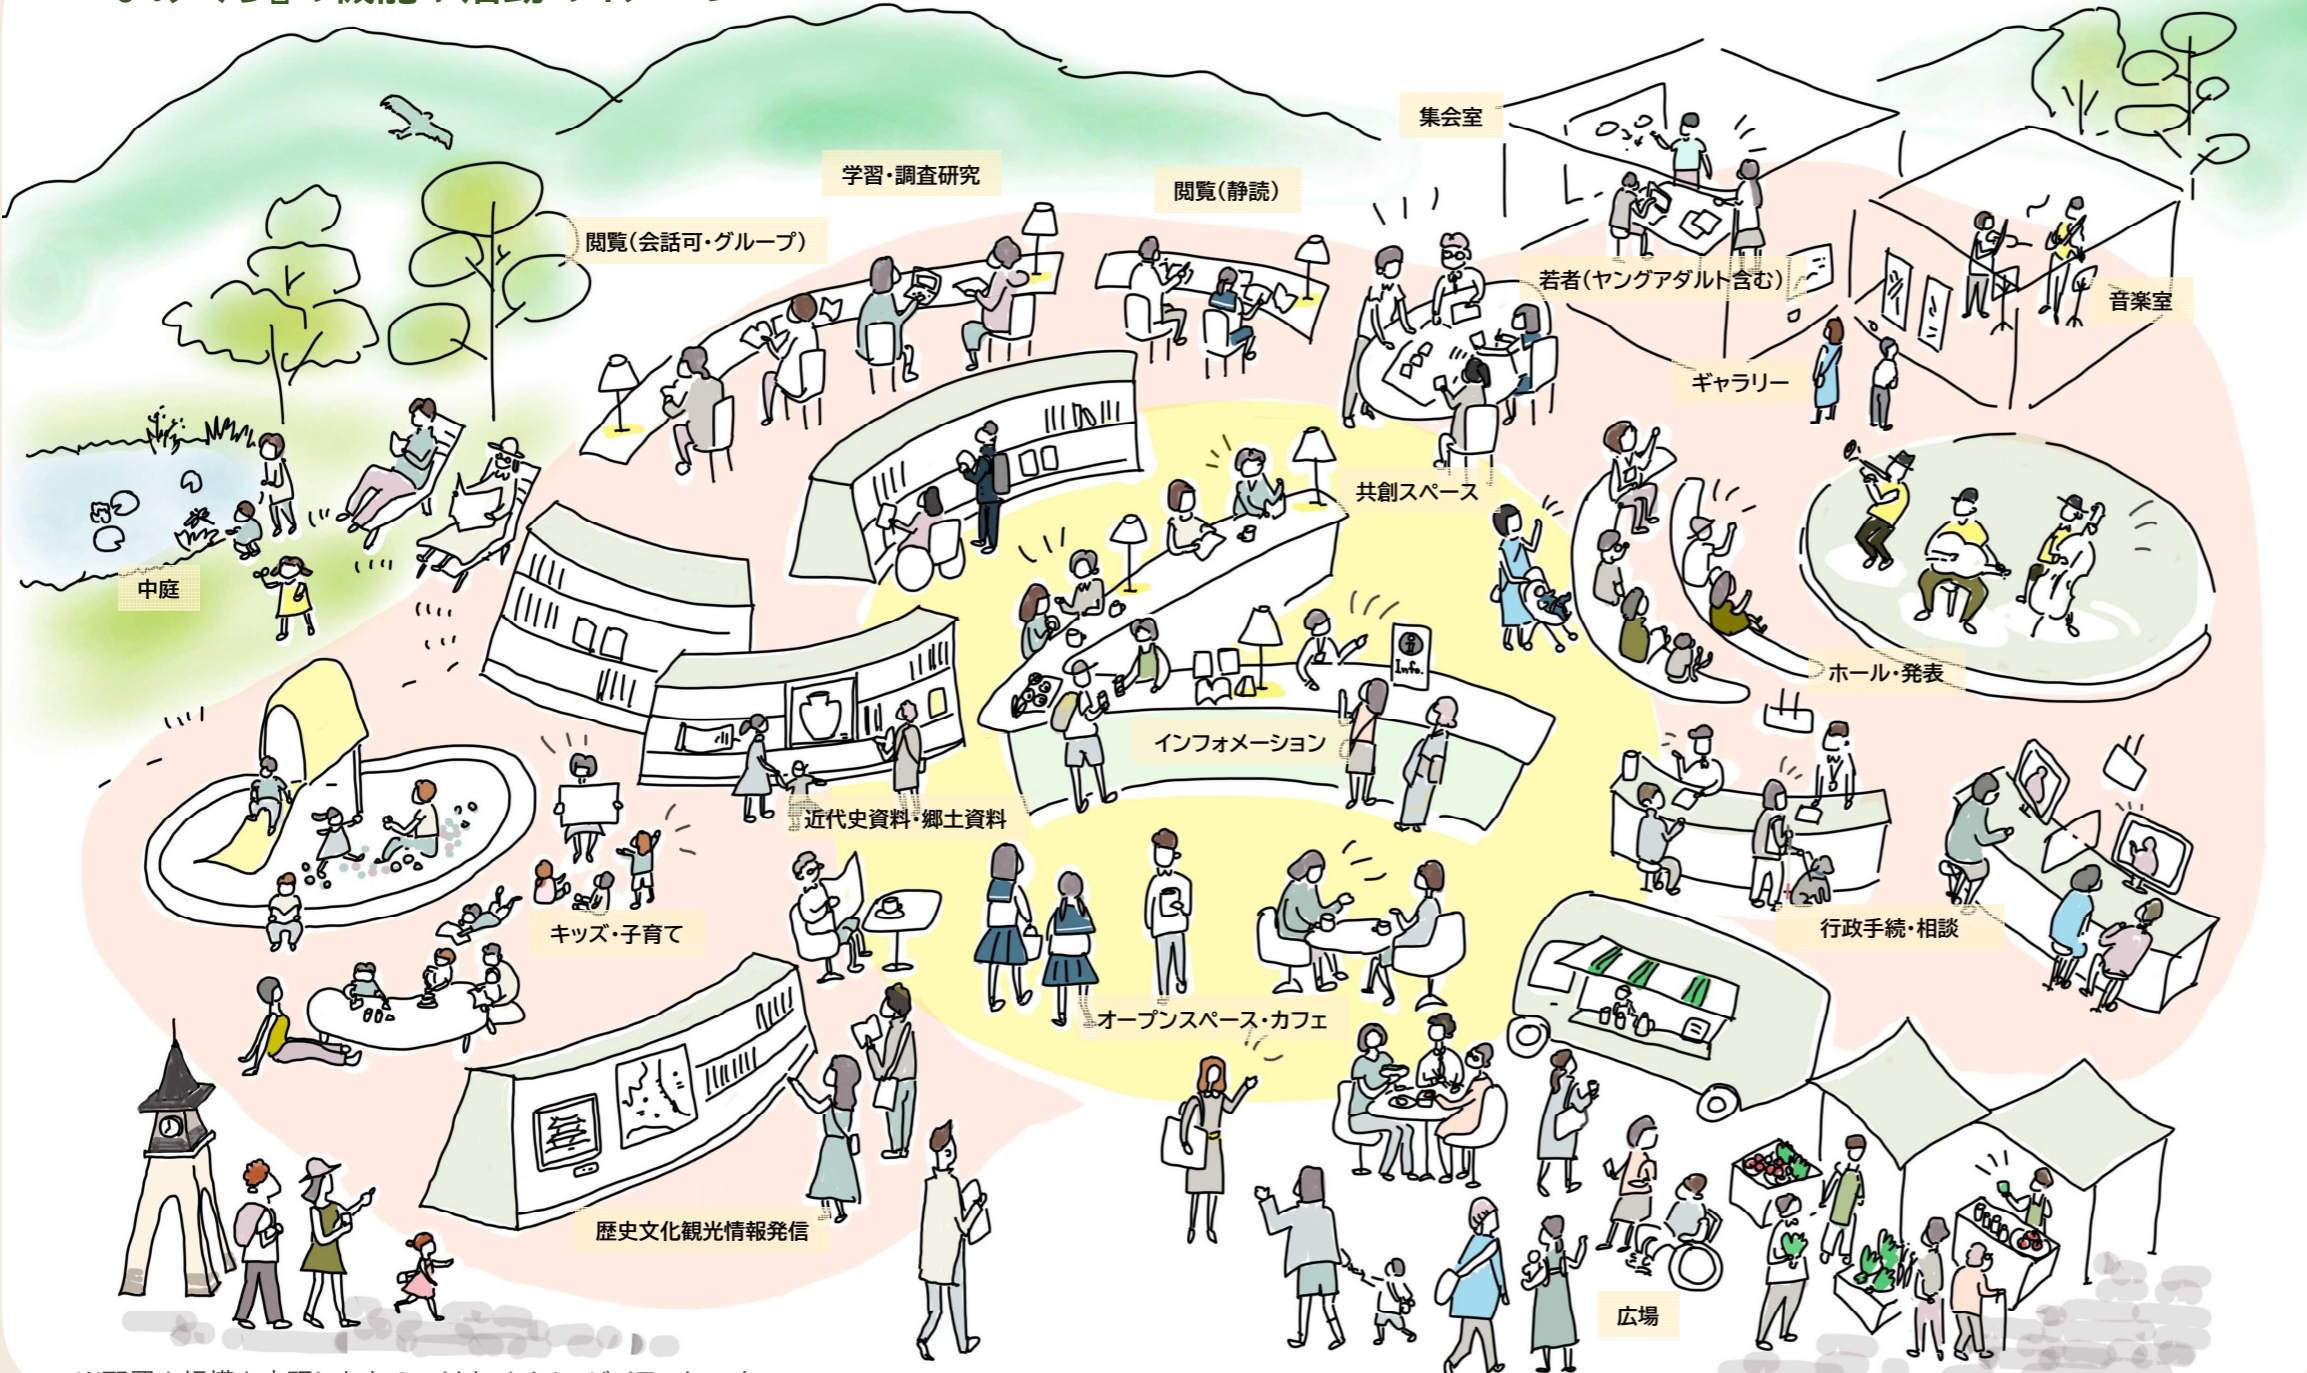 集会室
学習・調査研究
閲覧（静読）
閲覧（会話可・グループ）
若者（ヤングアダルト含む）
音楽室
ギャラリー
共創スペース
中庭
Info.
ホール・発表
インフォメーション
近代史資料・郷土資料
キッズ・子育て
行政手続・相談
オープンスペース・カフェ
歴史文化観光情報発信
広場